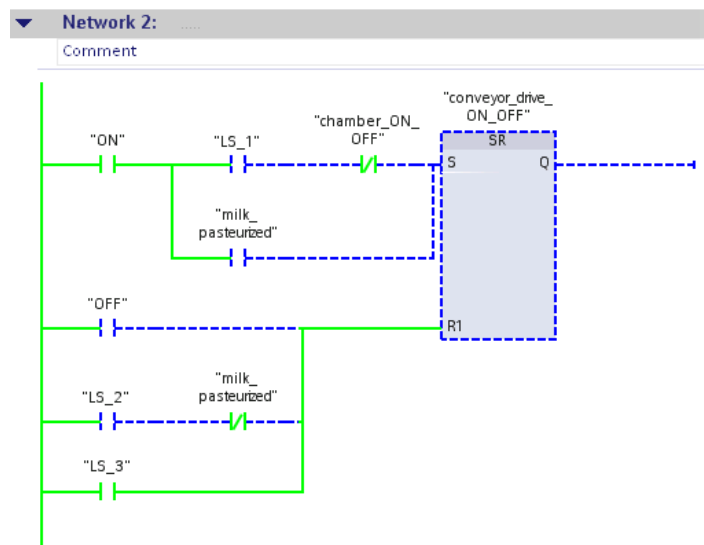 Network 2: .....
Comment
"conveyor_drive_
ON_OFF"
"chamber_ON_
OFF"
"ON"
"LS_1"
SR
S
Q
"milk_
pasteurized"
"OFF"
R1
"milk_
pasteurized"
"LS_2"
"LS_3"